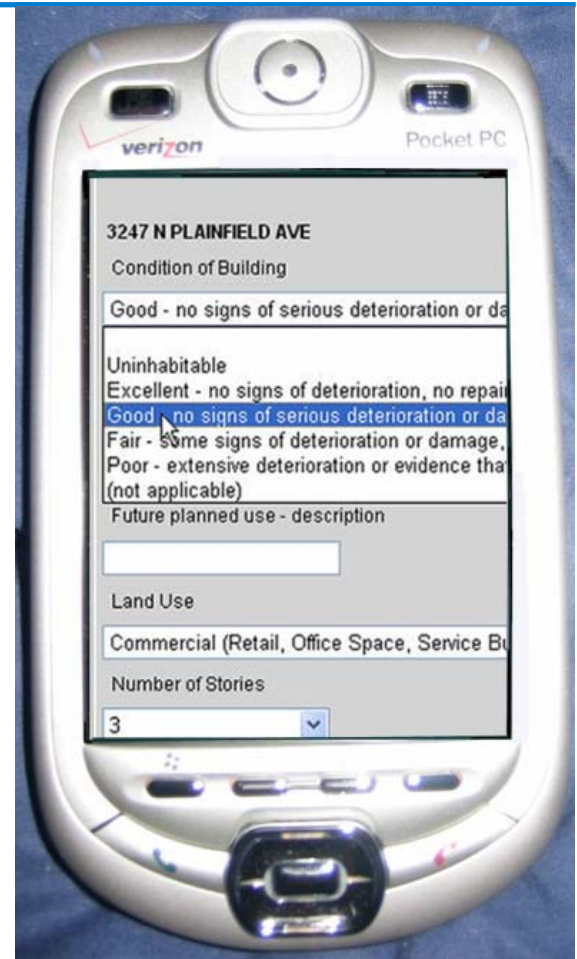 verizon
Pocket PC
3247 N PLAINFIELD AVE
Condition of Building
Good - no signs of serious deterioration or da
Uninhabitable
Excellent - no signs of deterioration, no repai
Good - no signs of serious deterioration or da
Fair - some signs of deterioration or damage,
Poor - extensive deterioration or evidence tha
(not applicable)
Future planned use - description
Land Use
Commercial (Retail, Office Space, Service Bu
Number of Stories
3